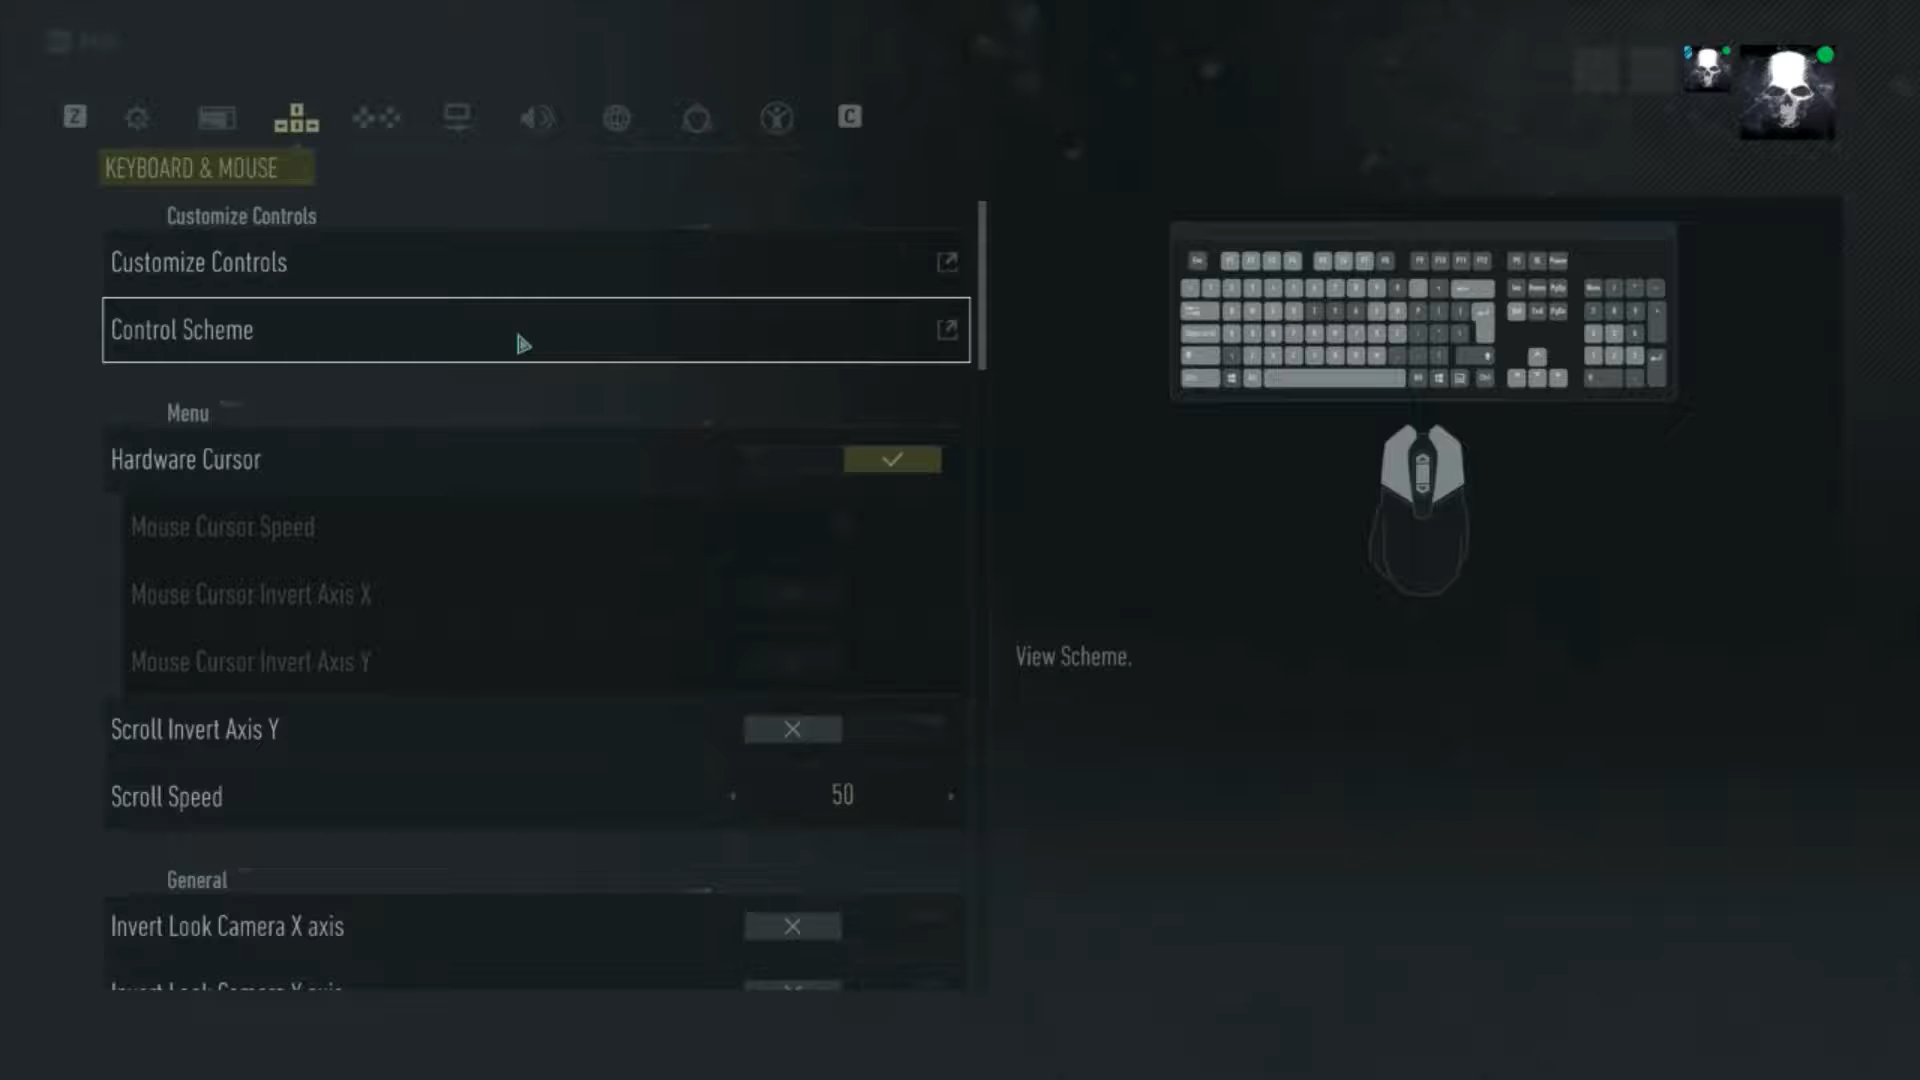 Z
C
KEYBOARD & MOUSE
Customize Controls
Customize Controls
Control Scheme
Menu
Hardware Cursor
Mouse Cursor Speed
Mouse Cursor Invert Axis X
Mouse Cursor Invert Axis Y
View Scheme.
Scroll Invert Axis Y
Scroll Speed
50
General
Invert Look Camera X axis